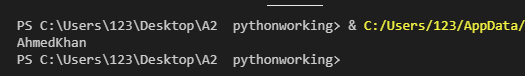 PS C:\Users\123\Desktop\A2  pythonworking> & C:/Users/123/AppData/
AhmedKhan
PS C:\Users\123\Desktop\A2  pythonworking>